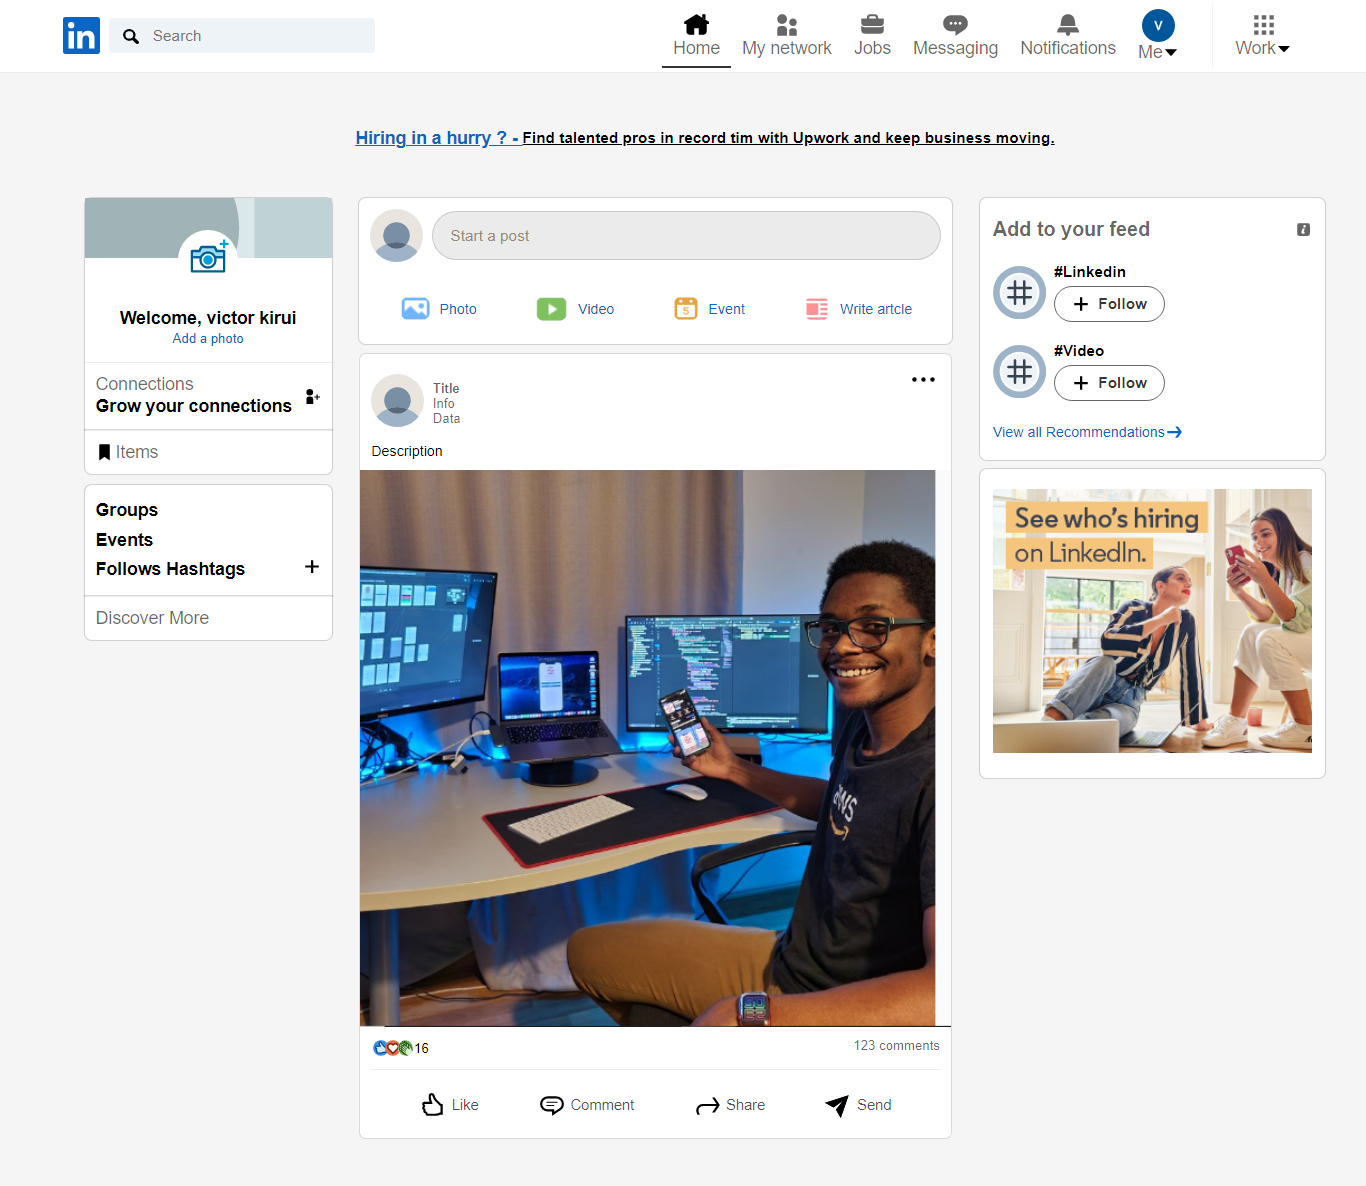 in
Search
Home
My network
Jobs
Messaging
Notifications
V
Me
Work
Hiring in a hurry ? - Find talented pros in record tim with Upwork and keep business moving.
Welcome, victor kirui
Add a photo
Connections
Grow your connections
Items
Groups
Events
Follows Hashtags
Discover More
Start a post
Photo
Video
5
Event
Write artcle
Title
Info
Data
Description
aws
16
123 comments
Like
Comment
Share
Send
Add to your feed
#Linkedin
Follow
#Video
Follow
View all Recommendations
See who's hiring
on LinkedIn.